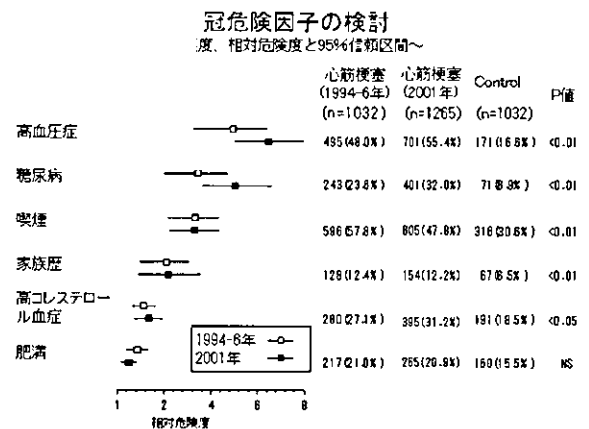 冠危険因子の検討
度、相対危険度と95%信頼区間～
心筋梗塞 心筋梗塞 Control P値
(1994-6年) (2001年)
(n=1032) (n=1265) (n=1032)
高血圧症 495(48.0%) 701(55.4%) 171(16.6%) <0.01
糖尿病 243(23.8%) 401(32.0%) <0.01
喫煙 596(57.8%) 605(47.8%) 316(30.6%) <0.01
家族歴 128(12.4%) 154(12.2%) 67(6.5%) <0.01
高コレステロー
ル血症 280(27.1%) 395(31.2%) 191(18.5%) <0.05
肥満 217(21.0%) 265(20.9%) 160(15.5%) NS
1994-6年
2001年
1 2 4 6 8
相対危険度